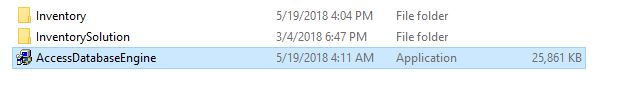 Inventory 5/19/2018 4:04 PM File folder
InventorySolution 3/4/2018 6:47 PM File folder
AccessDatabaseEngine 5/19/2018 4:11 AM Application 25,861 KB